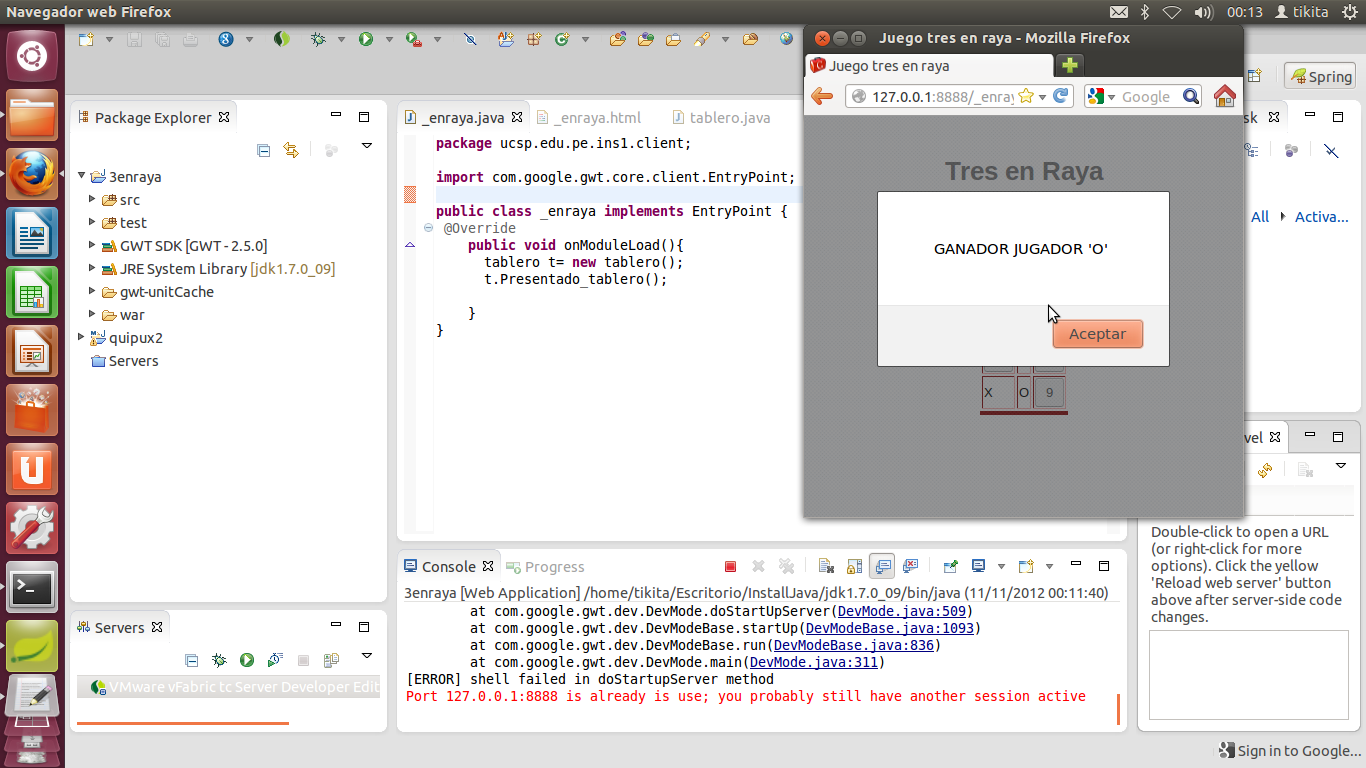 Navegador web Firefox
00:13
tikita
Spring
Package Explorer
3enraya
src
test
GWT SDK [GWT - 2.5.0]
JRE System Library [jdk1.7.0_09]
gwt-unitCache
war
quipux2
Servers
_enraya.java
_enraya.html
tablero.java
package ucsp.edu.pe.ins1.client;
import com.google.gwt.core.client.EntryPoint;
public class _enraya implements EntryPoint {
@Override
public void onModuleLoad(){
tablero t= new tablero();
t.Presentado_tablero();
}
}
Juego tres en raya - Mozilla Firefox
Juego tres en raya
127.0.0.1:8888/_enray
Google
Tres en Raya
GANADOR JUGADOR 'O'
Aceptar
X O 9
sk
All Activa...
vel
Double-click to open a URL
(or right-click for more
options). Click the yellow
'Reload web server' button
above after server-side code
changes.
Servers
VMware vFabric tc Server Developer Edit
Console
Progress
3enraya [Web Application] /home/tikita/Escritorio/InstallJava/jdk1.7.0_09/bin/java (11/11/2012 00:11:40)
at com.google.gwt.dev.DevMode.doStartUpServer(DevMode.java:509)
at com.google.gwt.dev.DevModeBase.startUp(DevModeBase.java:1093)
at com.google.gwt.dev.DevModeBase.run(DevModeBase.java:836)
at com.google.gwt.dev.DevMode.main(DevMode.java:311)
[ERROR] shell failed in doStartupServer method
Port 127.0.0.1:8888 is already is use; you probably still have another session active
Sign in to Google...